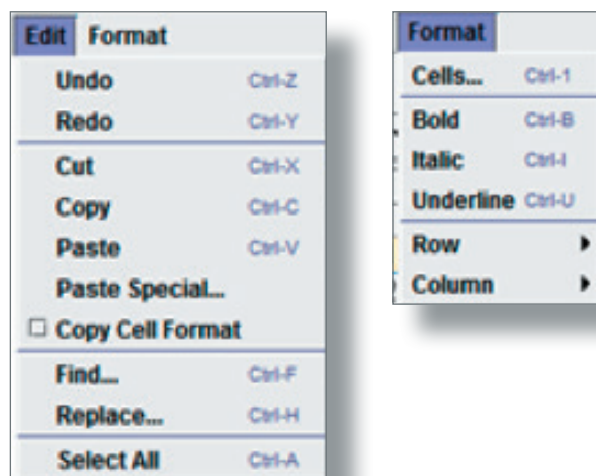 Edit Format
Undo Ctrl-Z
Redo Ctrl-Y
Cut Ctrl-X
Copy Ctrl-C
Paste Ctrl-V
Paste Special...
Copy Cell Format
Find... Ctrl-F
Replace... Ctrl-H
Select All Ctrl-A
Format
Cells... Ctrl-1
Bold Ctrl-B
Italic Ctrl-I
Underline Ctrl-U
Row
Column